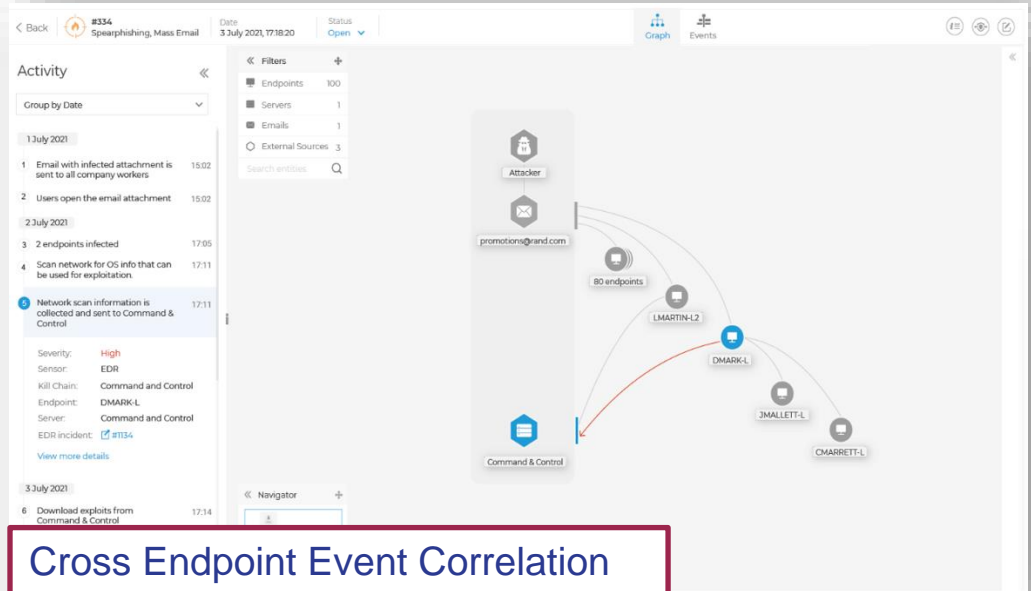 Back
#334
Spearphishing, Mass Email
Date
3 July 2021, 17:18:20
Status
Open
Graph
Events
Activity
Group by Date
1 July 2021
1 Email with infected attachment is 15:02
sent to all company workers
2 Users open the email attachment 15:02
2 July 2021
3 2 endpoints infected 17:05
4 Scan network for OS info that can 17:11
be used for exploitation.
5 Network scan information is 17:11
collected and sent to Command &
Control
Severity: High
Sensor: EDR
Kill Chain: Command and Control
Endpoint: DMARK-L
Server: Command and Control
EDR incident: #1134
View more details
3 July 2021
6 Download exploits from 17:14
Command & Control
Filters
Endpoints 100
Servers 1
Emails 1
External Sources 3
Search entities
Attacker
promotions@rand.com
80 endpoints
LMARTIN-L2
DMARK-L
JMALLETT-L
CMARRETT-L
Command & Control
Navigator
Cross Endpoint Event Correlation